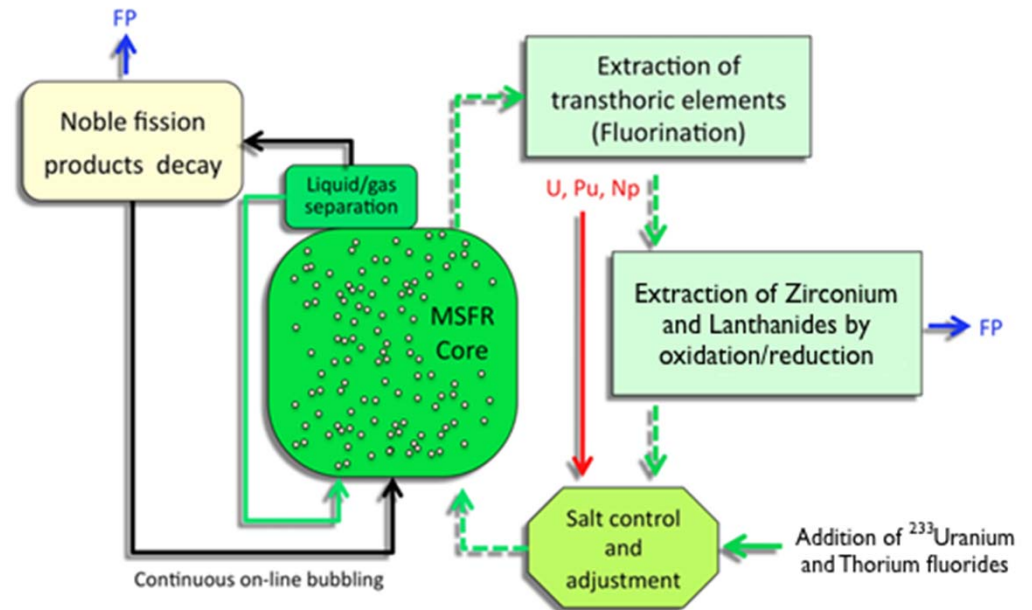 FP
Noble fission
products decay
Liquid/gas
separation
MSFR
Core
Continuous on-line bubbling
Extraction of
transthoric elements
(Fluorination)
U, Pu, Np
Extraction of Zirconium
and Lanthanides by
oxidation/reduction
FP
Salt control
and
adjustment
Addition of ²³³Uranium
and Thorium fluorides